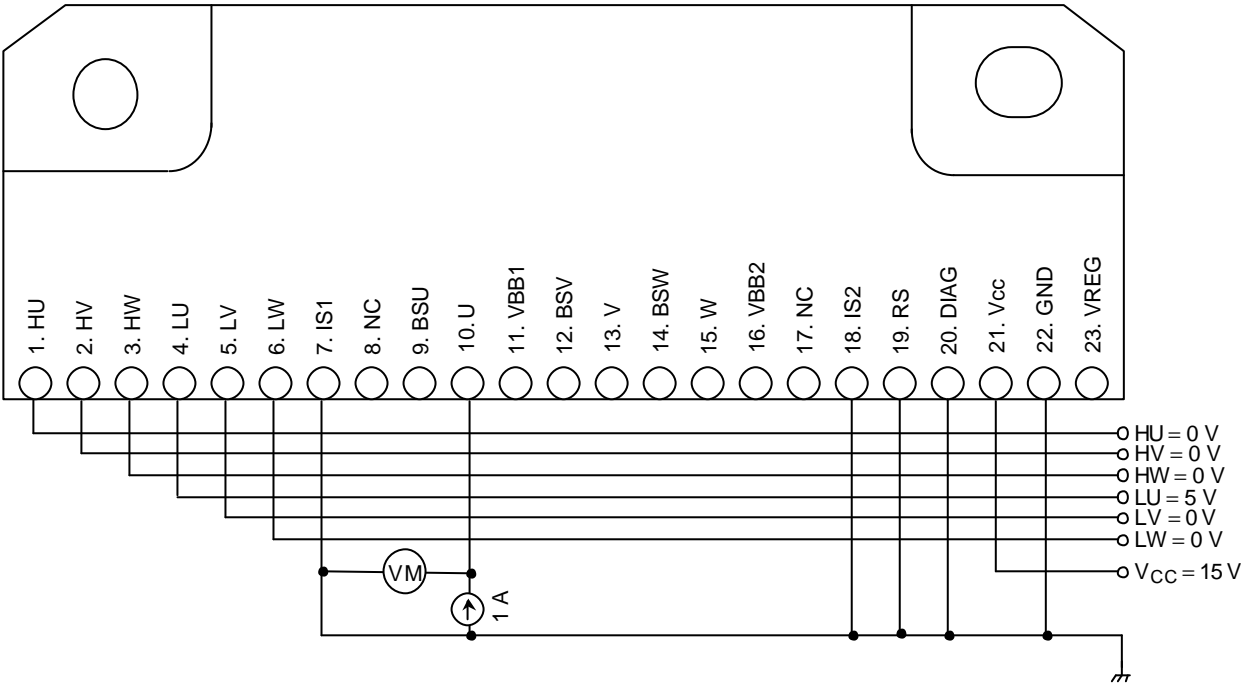 1. HU
2. HV
3. HW
4. LU
5. LV
6. LW
7. IS1
8. NC
9. BSU
10. U
11. VBB1
12. BSV
13. V
14. BSW
15. W
16. VBB2
17. NC
18. IS2
19. RS
20. DIAG
21. Vcc
22. GND
23. VREG
HU = 0 V
HV = 0 V
HW = 0 V
LU = 5 V
LV = 0 V
LW = 0 V
VCC = 15 V
VM
1 A